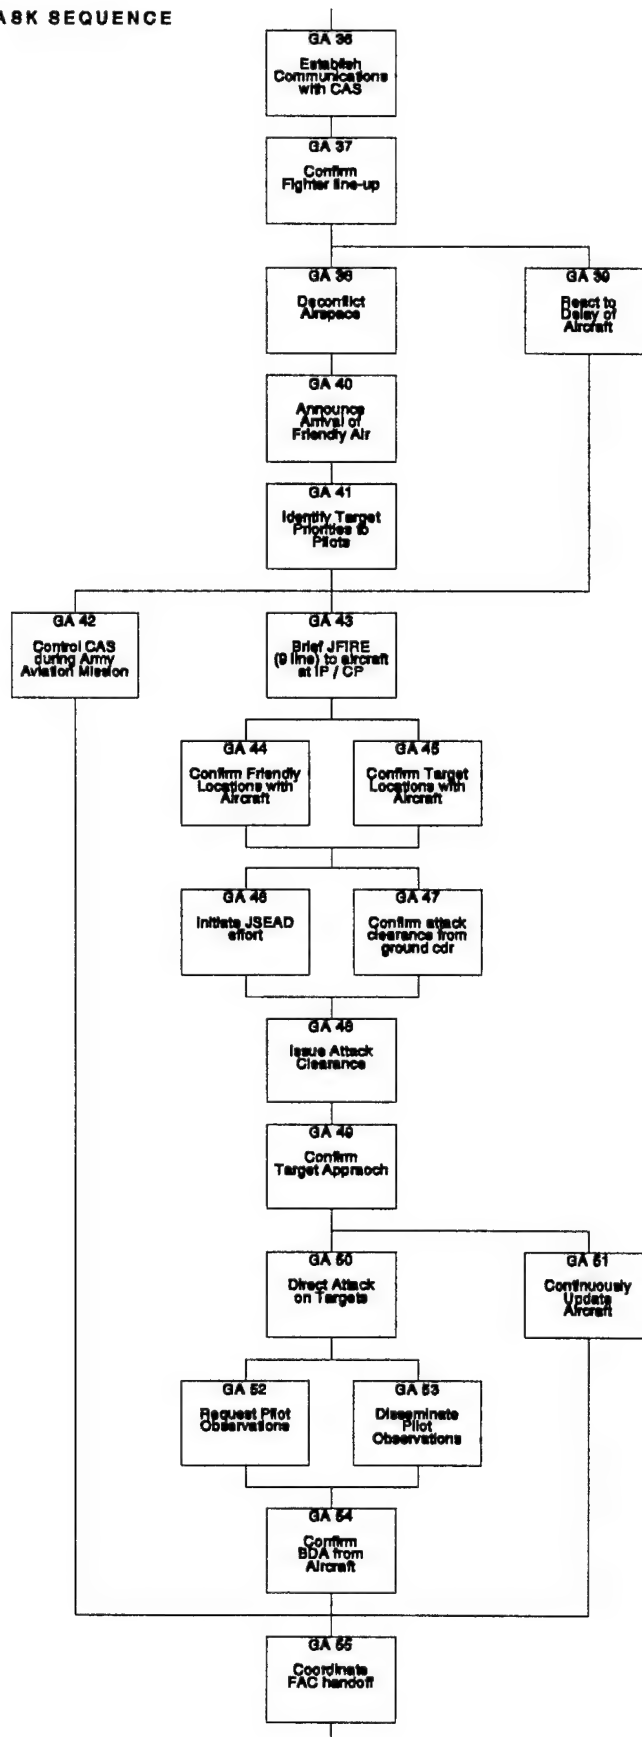 ASK SEQUENCE
GA 36
Establish
Communications
with CAS
GA 37
Confirm
Fighter line-up
GA 38
Deconflict
Airspace
GA 39
React to
Delay of
Aircraft
GA 40
Announce
Arrival of
Friendly Air
GA 41
Identify Target
Priorities to
Pilots
GA 42
Control CAS
during Army
Aviation Mission
GA 43
Brief JFIRE
(9 line) to aircraft
at IP / CP
GA 44
Confirm Friendly
Locations with
Aircraft
GA 45
Confirm Target
Locations with
Aircraft
GA 46
Initiate JSEAD
effort
GA 47
Confirm attack
clearance from
ground cdr
GA 48
Issue Attack
Clearance
GA 49
Confirm
Target Approach
GA 50
Direct Attack
on Targets
GA 51
Continuously
Update
Aircraft
GA 52
Request Pilot
Observations
GA 53
Disseminate
Pilot
Observations
GA 54
Confirm
BDA from
Aircraft
GA 55
Coordinate
FAC handoff